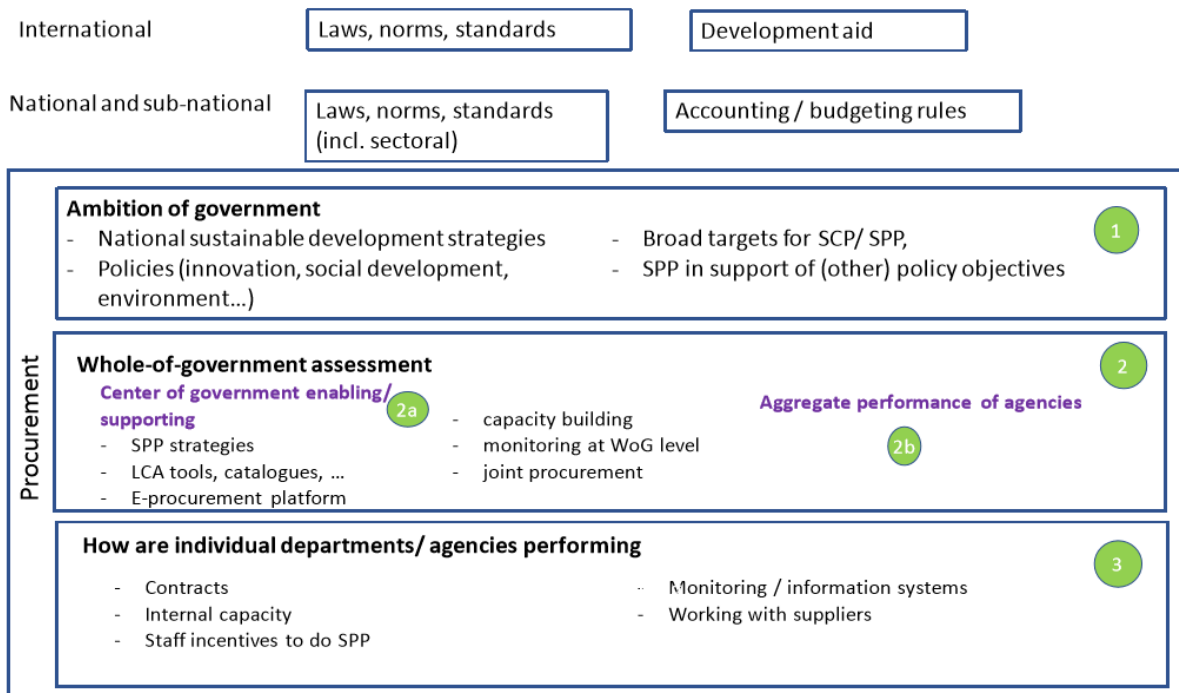 International
Laws, norms, standards
Development aid
National and sub-national
Laws, norms, standards
(incl. sectoral)
Accounting / budgeting rules
Procurement
Ambition of government
- National sustainable development strategies
- Policies (innovation, social development,
environment...)
- Broad targets for SCP/ SPP,
- SPP in support of (other) policy objectives
1
Whole-of-government assessment
2
Center of government enabling/
supporting
2a
- SPP strategies
- LCA tools, catalogues, ...
- E-procurement platform
- capacity building
- monitoring at WoG level
- joint procurement
Aggregate performance of agencies
2b
How are individual departments/ agencies performing
3
- Contracts
- Internal capacity
- Staff incentives to do SPP
- Monitoring / information systems
- Working with suppliers